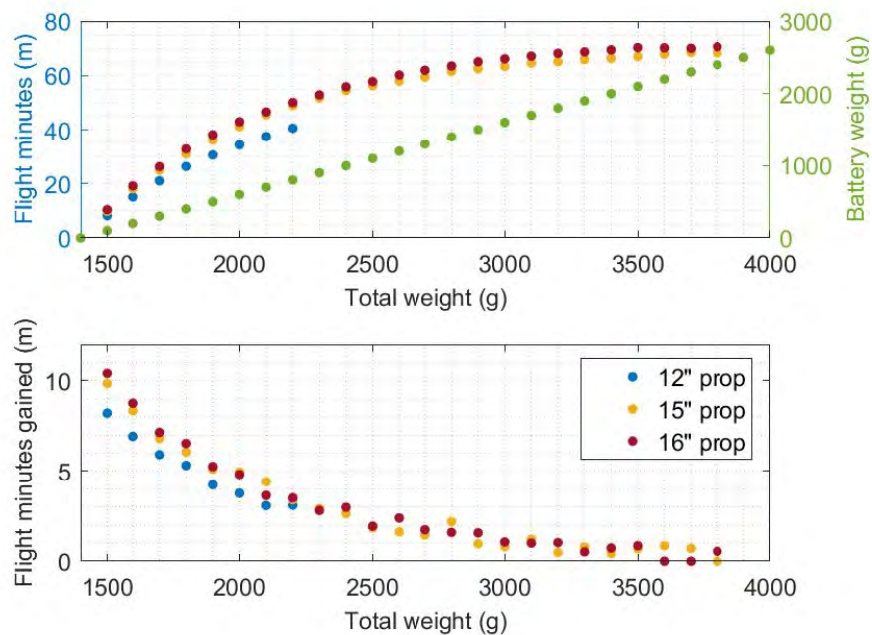 Flight minutes (m)
80
60
40
20
0
3000
2000
1000
0
Battery weight (g)
1500 2000 2500 3000 3500 4000
Total weight (g)
Flight minutes gained (m)
10
5
0
12" prop
15" prop
16" prop
1500 2000 2500 3000 3500 4000
Total weight (g)